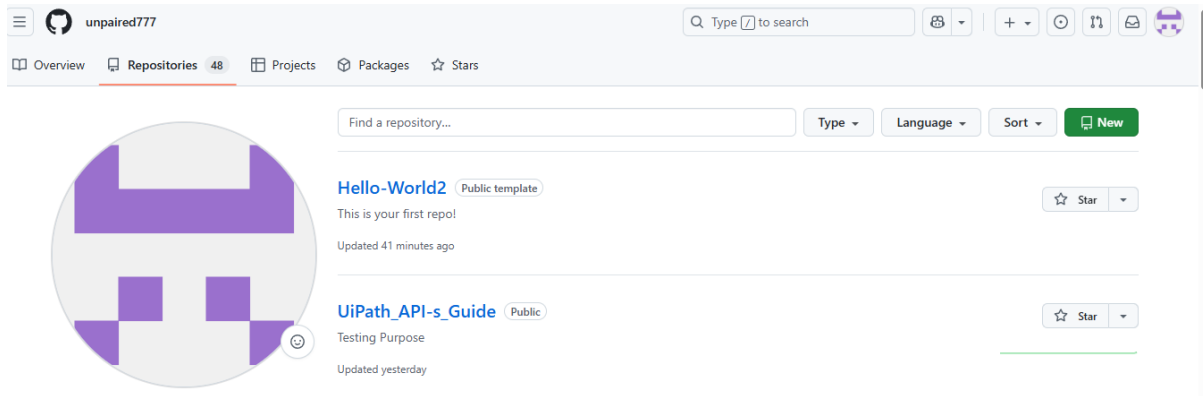 unpaired777
Type / to search
Overview Repositories 48 Projects Packages Stars
Find a repository... Type Language Sort New
Hello-World2 Public template
Star
This is your first repo!
Updated 41 minutes ago
UiPath_API-s_Guide Public
Star
Testing Purpose
Updated yesterday